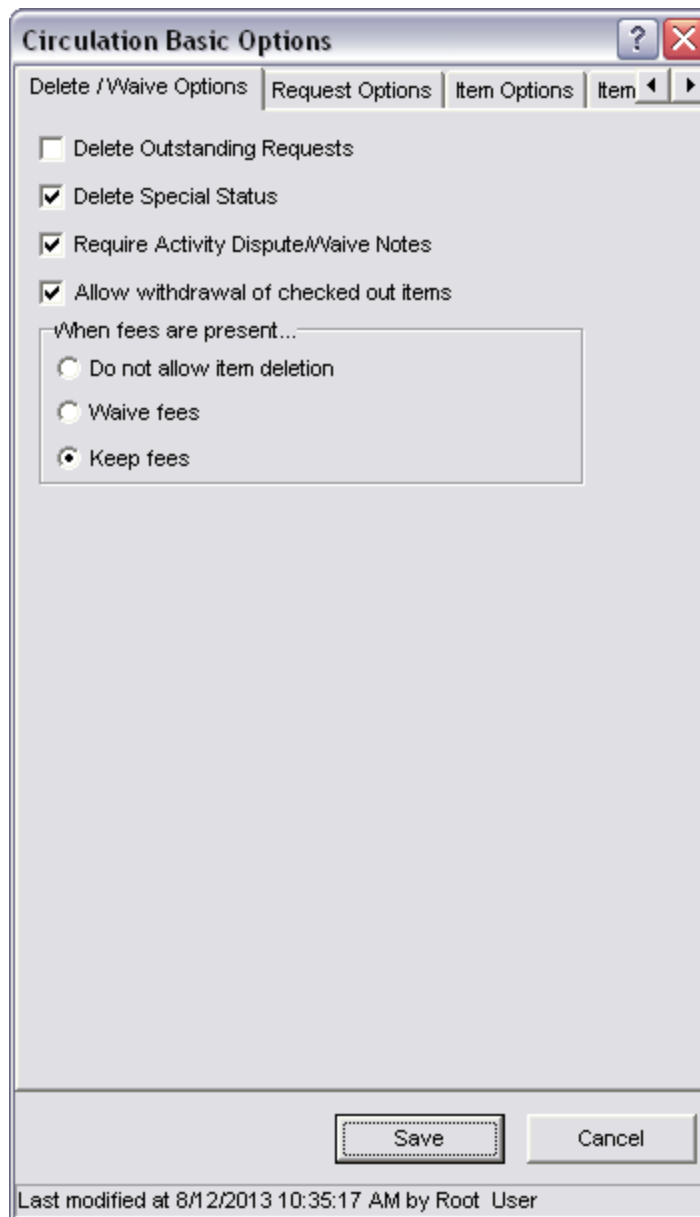 Circulation Basic Options
?
Delete / Waive Options
Request Options
Item Options
Item
Delete Outstanding Requests
Delete Special Status
Require Activity Dispute/Waive Notes
Allow withdrawal of checked out items
When fees are present...
Do not allow item deletion
Waive fees
Keep fees
Save
Cancel
Last modified at 8/12/2013 10:35:17 AM by Root User